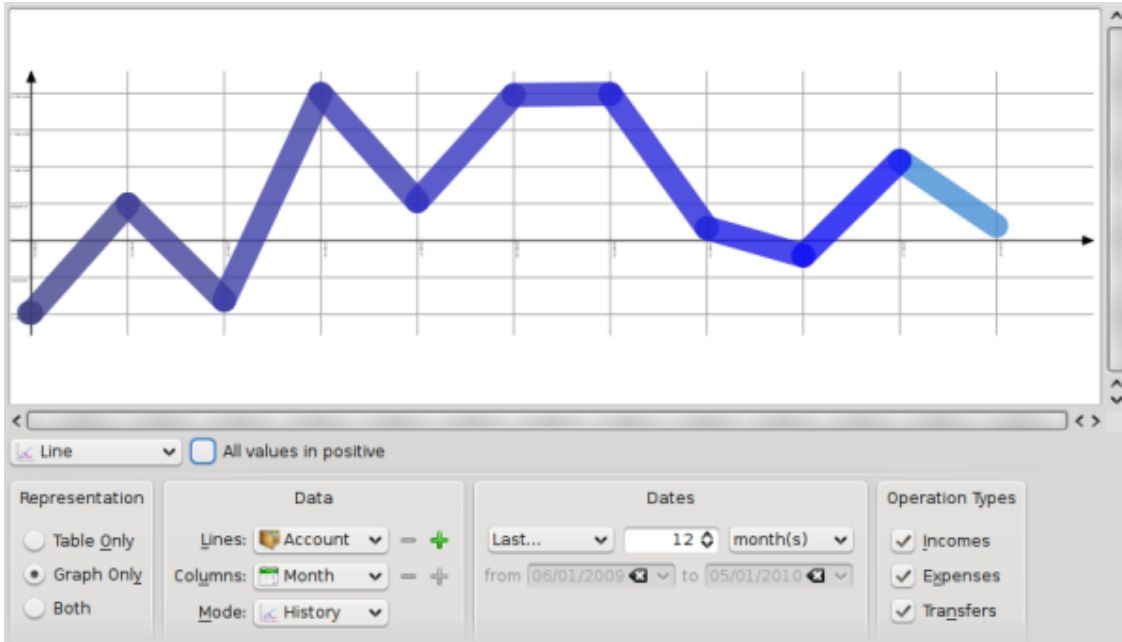 Line
All values in positive
Representation
Table Only
Graph Only
Both
Data
Lines: Account
Columns: Month
Mode: History
Dates
Last... 12 month(s)
from 06/01/2009 to 05/01/2010
Operation Types
Incomes
Expenses
Transfers